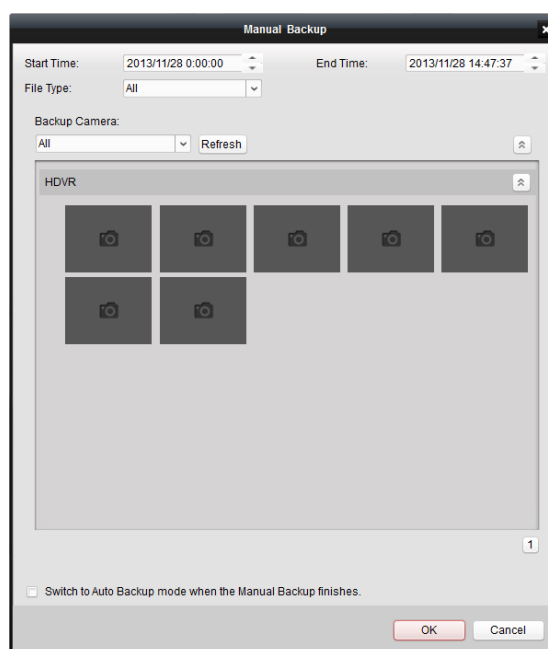 Manual Backup
Start Time: 2013/11/28 0:00:00 End Time: 2013/11/28 14:47:37
File Type: All
Backup Camera:
All Refresh
HDVR
1
Switch to Auto Backup mode when the Manual Backup finishes.
OK Cancel